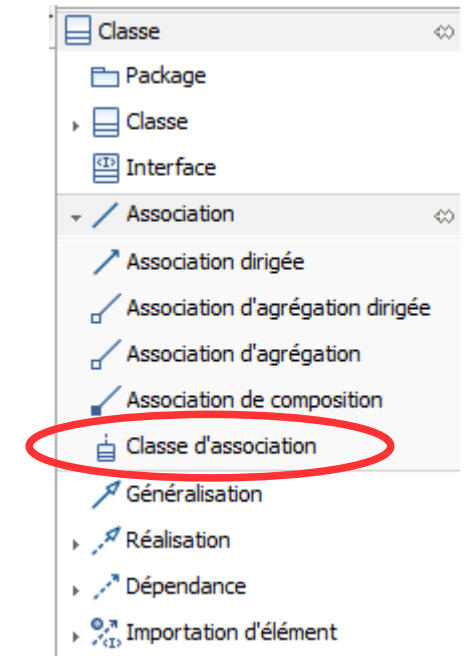 Classe
Package
Classe
Interface
Association
Association dirigée
Association d'agrégation dirigée
Association d'agrégation
Association de composition
Classe d'association
Généralisation
Réalisation
Dépendance
Importation d'élément